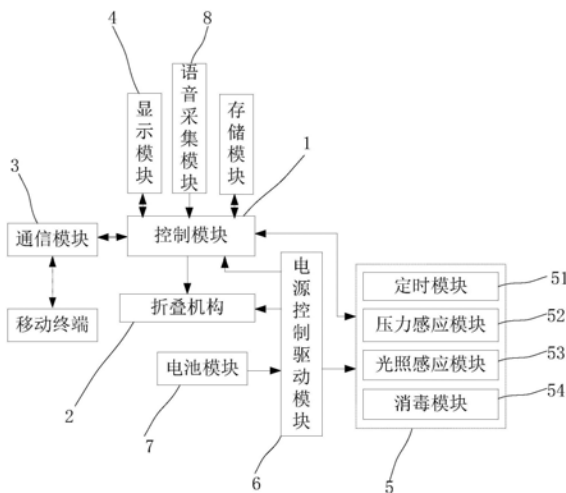 4
8
显示模块
语音采集模块
存储模块
1
3
通信模块
控制模块
移动终端
折叠机构
电源控制驱动模块
定时模块
51
压力感应模块
52
光照感应模块
53
消毒模块
54
电池模块
2
7
6
5